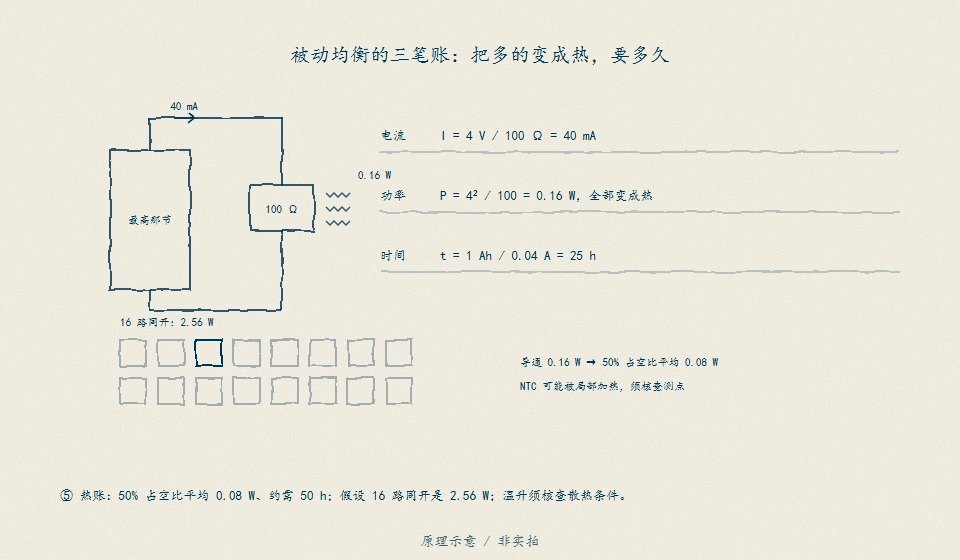 被动均衡的三笔账：把多的变成热，要多久
40 mA
最高那节
100 Ω
0.16 W
电流 I = 4 V / 100 Ω = 40 mA
功率 P = 4² / 100 = 0.16 W，全部变成热
时间 t = 1 Ah / 0.04 A = 25 h
16 路同开：2.56 W
导通 0.16 W → 50% 占空比平均 0.08 W
NTC 可能被局部加热，须核查测点
⑤ 热账：50% 占空比平均 0.08 W、约需 50 h；假设 16 路同开是 2.56 W；温升须核查散热条件。
原理示意 / 非实拍